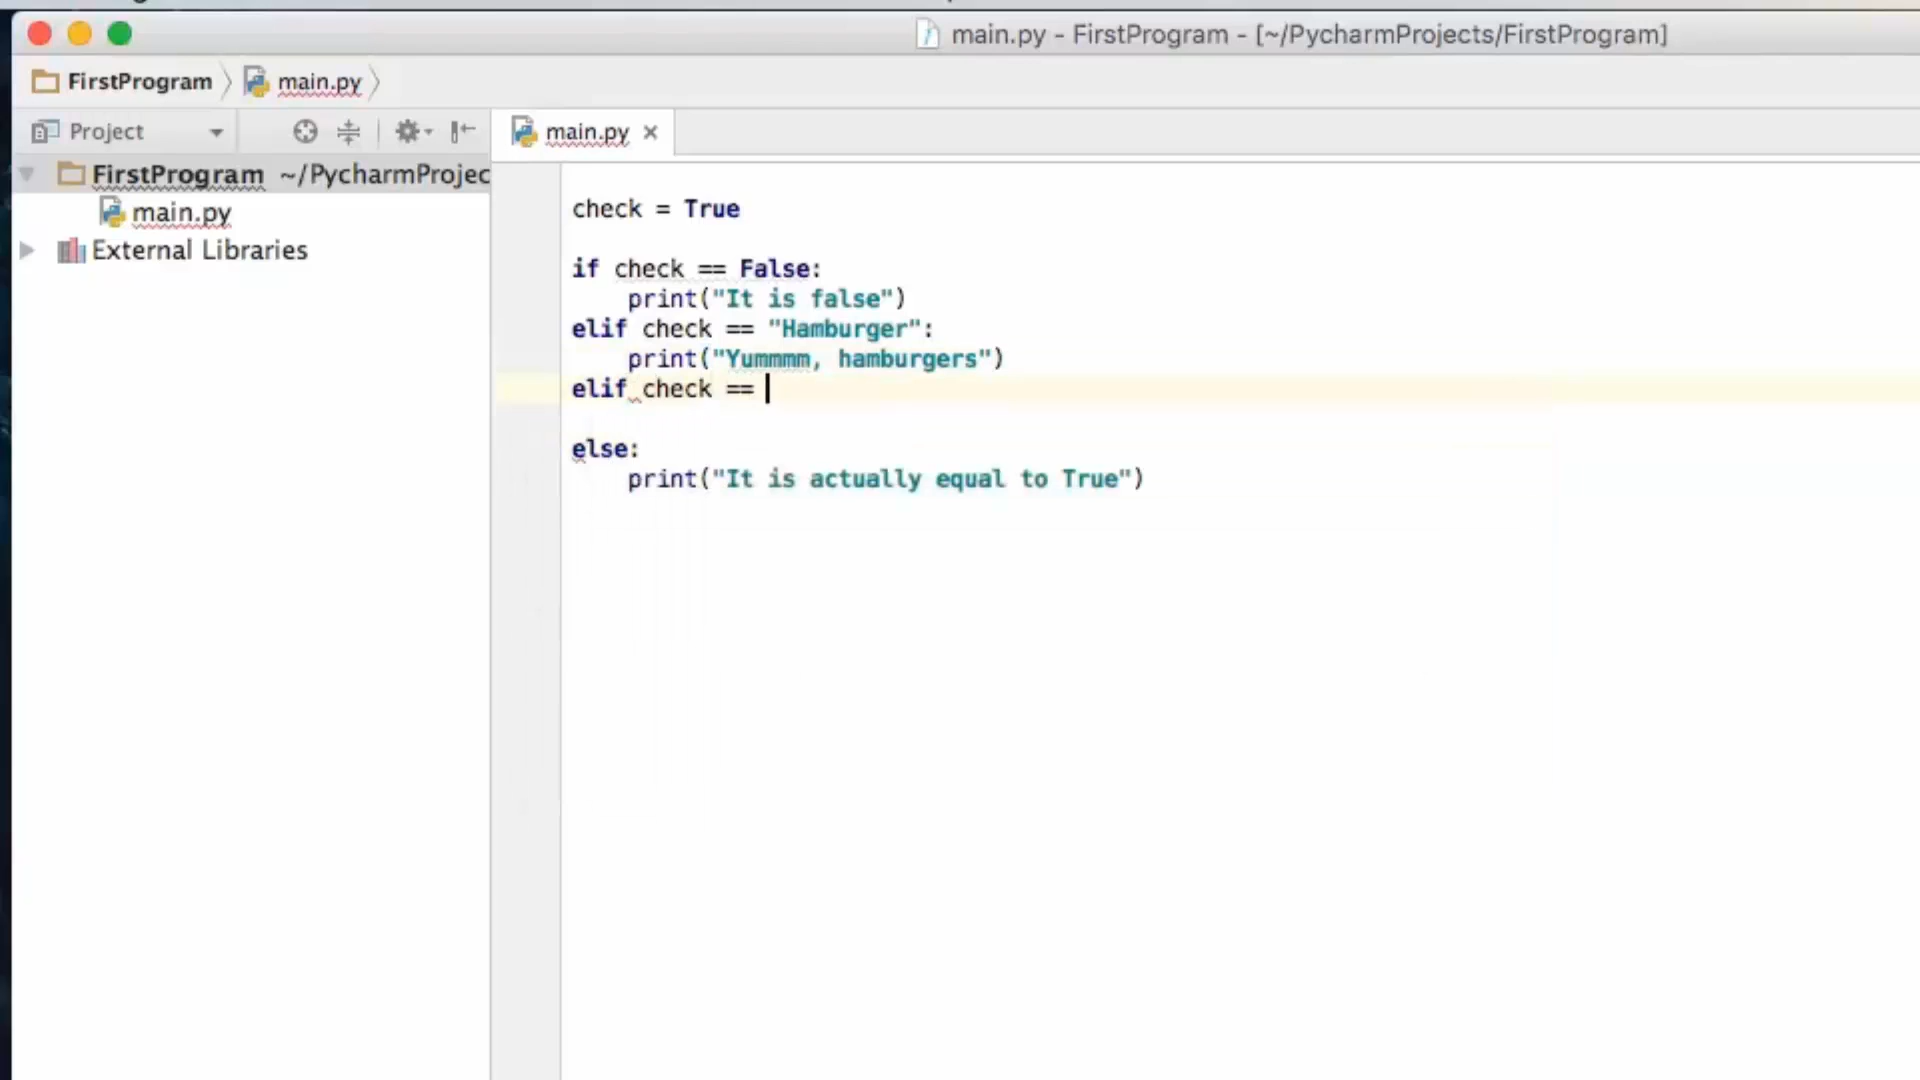 main.py - FirstProgram - [~/PycharmProjects/FirstProgram]
FirstProgram main.py
Project
main.py
FirstProgram ~/PycharmProjec
main.py
External Libraries
check = True
if check == False:
    print("It is false")
elif check == "Hamburger":
    print("Yummmm, hamburgers")
elif check ==
else:
    print("It is actually equal to True")